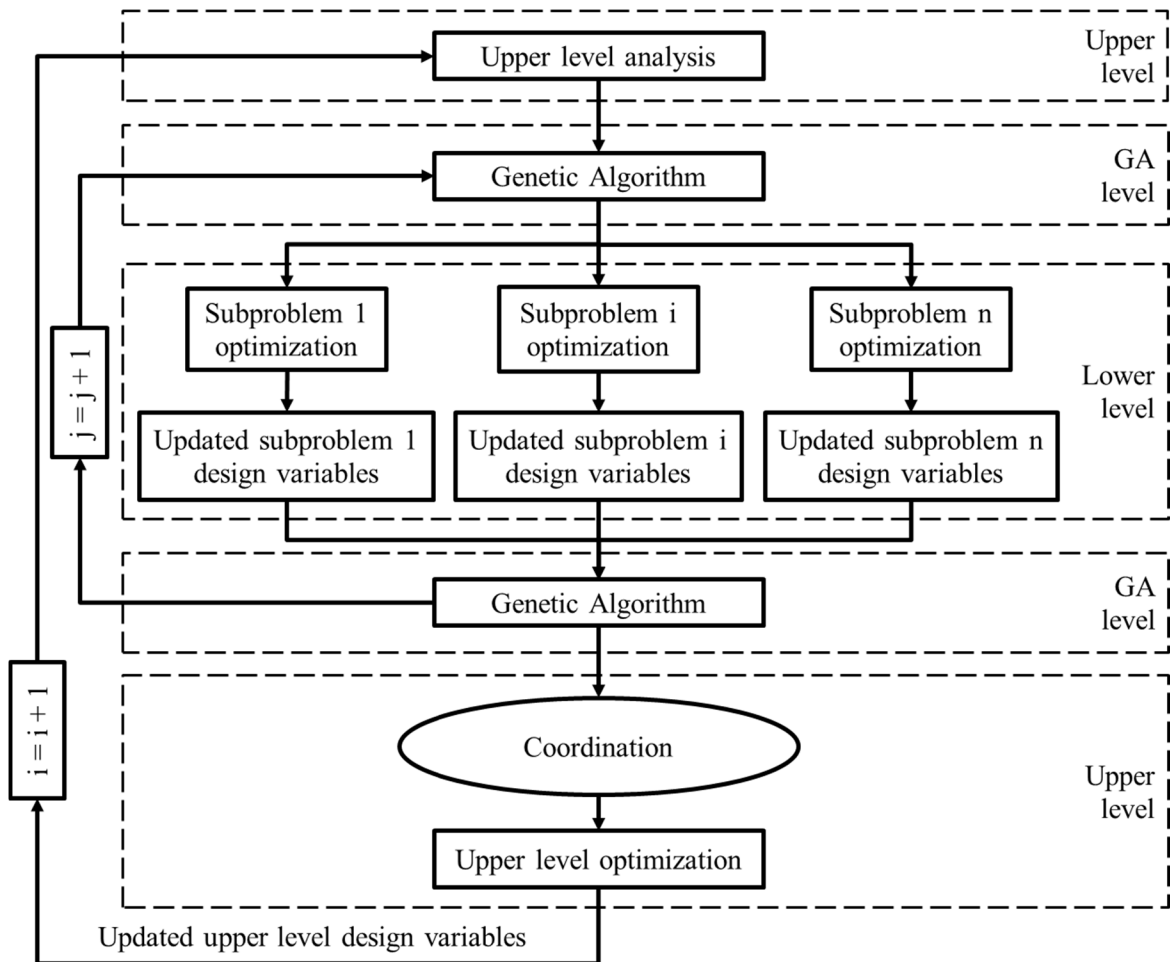 Upper level analysis
Upper
level
Genetic Algorithm
GA
level
Subproblem 1
optimization
Subproblem i
optimization
Subproblem n
optimization
j = j + 1
Lower
level
Updated subproblem 1
design variables
Updated subproblem i
design variables
Updated subproblem n
design variables
Genetic Algorithm
GA
level
i = i + 1
Coordination
Upper
level
Upper level optimization
Updated upper level design variables